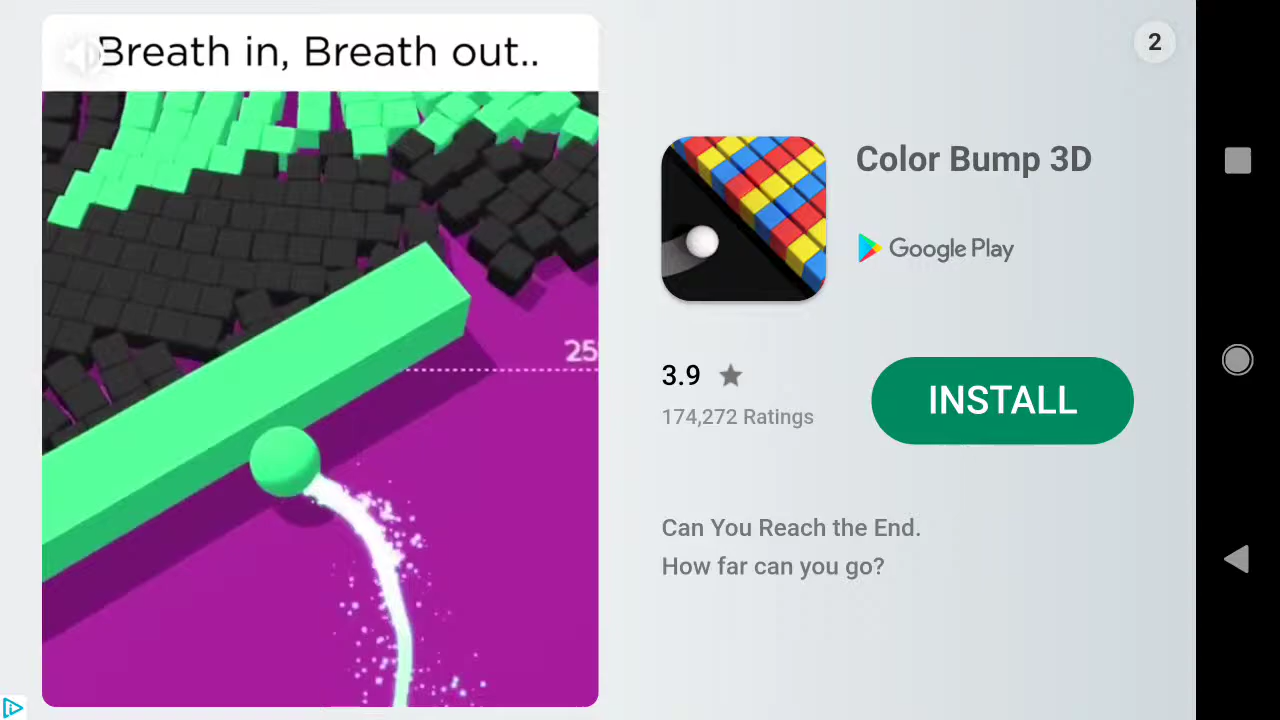 Breath in, Breath out..
25
2
Color Bump 3D
Google Play
3.9
174,272 Ratings
INSTALL
Can You Reach the End.
How far can you go?